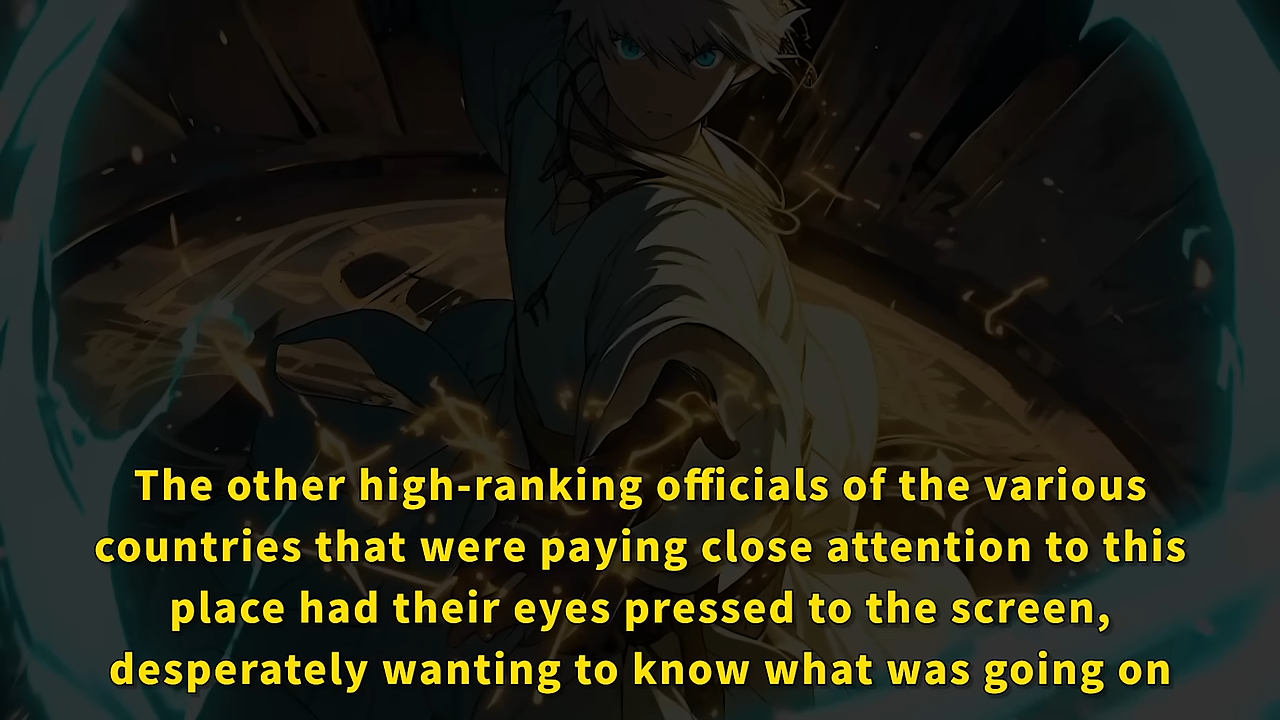 The other high-ranking officials of the various
countries that were paying close attention to this
place had their eyes pressed to the screen,
desperately wanting to know what was going on